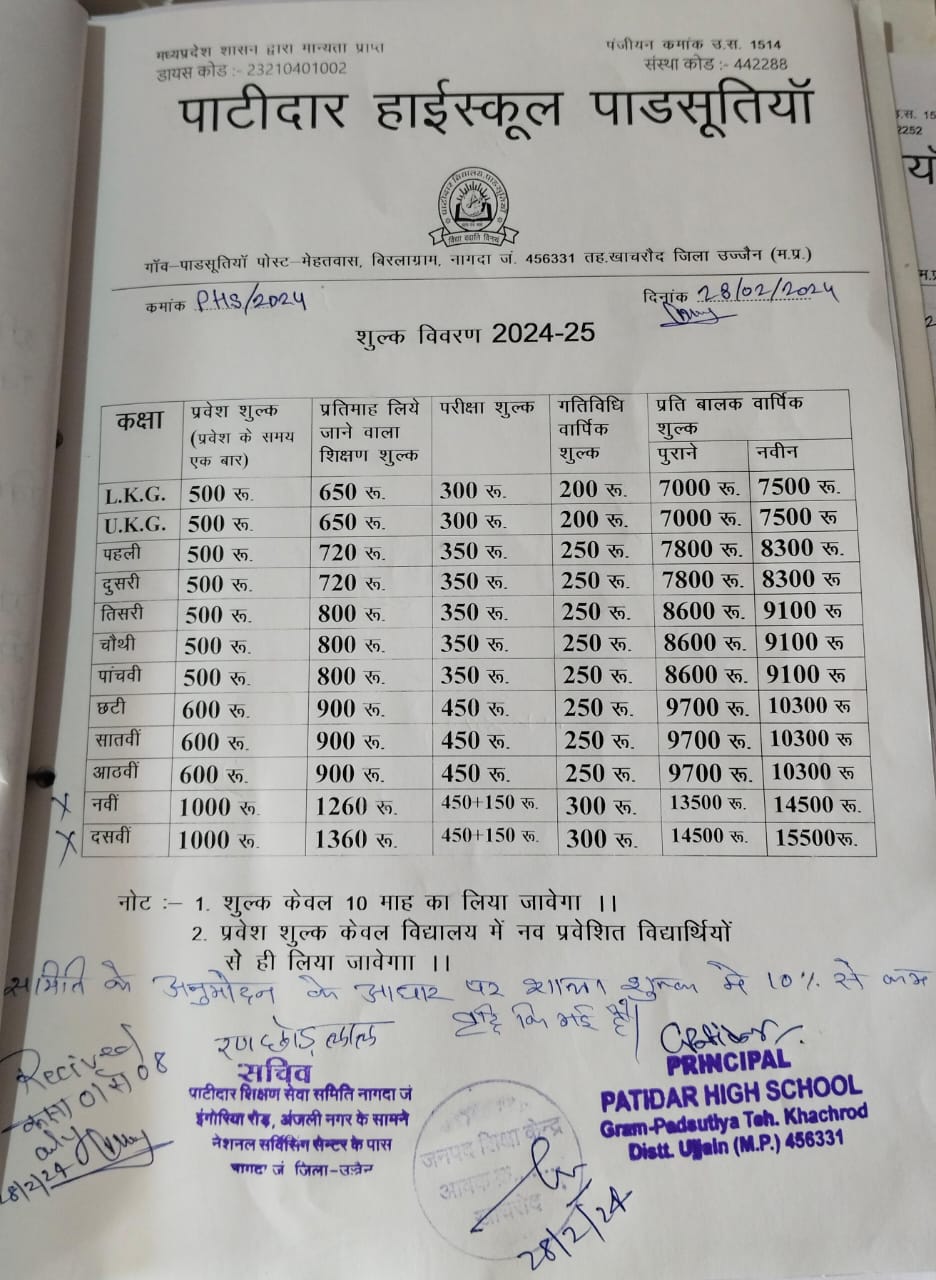 मध्यप्रदेश शासन द्वारा मान्यता प्राप्त
पंजीयन कमांक उ.स. 1514
डायस कोड :- 23210401002
संस्था कोड :- 442288
पाटीदार हाईस्कूल पाडसूतियॉ
पाटीदार विद्यालय पाडसूतियॉ
विद्या ददाति विनयं
गॉव-पाडसूतियॉ पोस्ट-मेहतवास, बिरलाग्राम, नागदा जं. 456331 तह.खाचरौद जिला उज्जैन (म.प्र.)
कमांक PHS/2024
दिनांक 28/02/2024
शुल्क विवरण 2024-25
कक्षा प्रवेश शुल्क प्रतिमाह लिये परीक्षा शुल्क गतिविधि प्रति बालक वार्षिक
(प्रवेश के समय जाने वाला वार्षिक शुल्क
एक बार) शिक्षण शुल्क शुल्क पुराने नवीन
L.K.G. 500 रू. 650 रू. 300 रू. 200 रू. 7000 रू. 7500 रू.
U.K.G. 500 रू. 650 रू. 300 रू. 200 रू. 7000 रू. 7500 रू
पहली 500 रू. 720 रू. 350 रू. 250 रू. 7800 रू. 8300 रू.
दुसरी 500 रू. 720 रू. 350 रू. 250 रू. 7800 रू. 8300 रू
तिसरी 500 रू. 800 रू. 350 रू. 250 रू. 8600 रू. 9100 रू
चौथी 500 रू. 800 रू. 350 रू. 250 रू. 8600 रू. 9100 रू
पांचवी 500 रू. 800 रू. 350 रू. 250 रू. 8600 रू. 9100 रू
छटी 600 रू. 900 रू. 450 रू. 250 रू. 9700 रू. 10300 रू
सातवीं 600 रू. 900 रू. 450 रू. 250 रू. 9700 रू. 10300 रू
आठवीं 600 रू. 900 रू. 450 रू. 250 रू. 9700 रू. 10300 रू
नवीं 1000 रू. 1260 रू. 450+150 रू. 300 रू. 13500 रू. 14500 रू
दसवीं 1000 रू. 1360 रू. 450+150 रू. 300 रू. 14500 रू. 15500रू.
नोट :- 1. शुल्क केवल 10 माह का लिया जावेगा ।।
2. प्रवेश शुल्क केवल विद्यालय में नव प्रवेशित विद्यार्थियों
से ही लिया जावेगाा ।।
समिति के अनुमोदन के आधार पर शाला शुल्क मे 10% से कम
वृद्धि कि गई है।
रणछोड़लाल
सचिव
पाटीदार शिक्षण सेवा समिति नागदा जं
इंगोरिया रौड़, अंजली नगर के सामने
नेशनल सर्विसिंग सेन्टर के पास
नागदा जं जिला-उज्जैन
PRINCIPAL
PATIDAR HIGH SCHOOL
Gram-Padsutiya Teh. Khachrod
Distt. Ujjain (M.P.) 456331
Recived
कक्षा 01 से 08
28/2/24
जनपद शिक्षा केन्द्र
खाचरौद
28/2/24